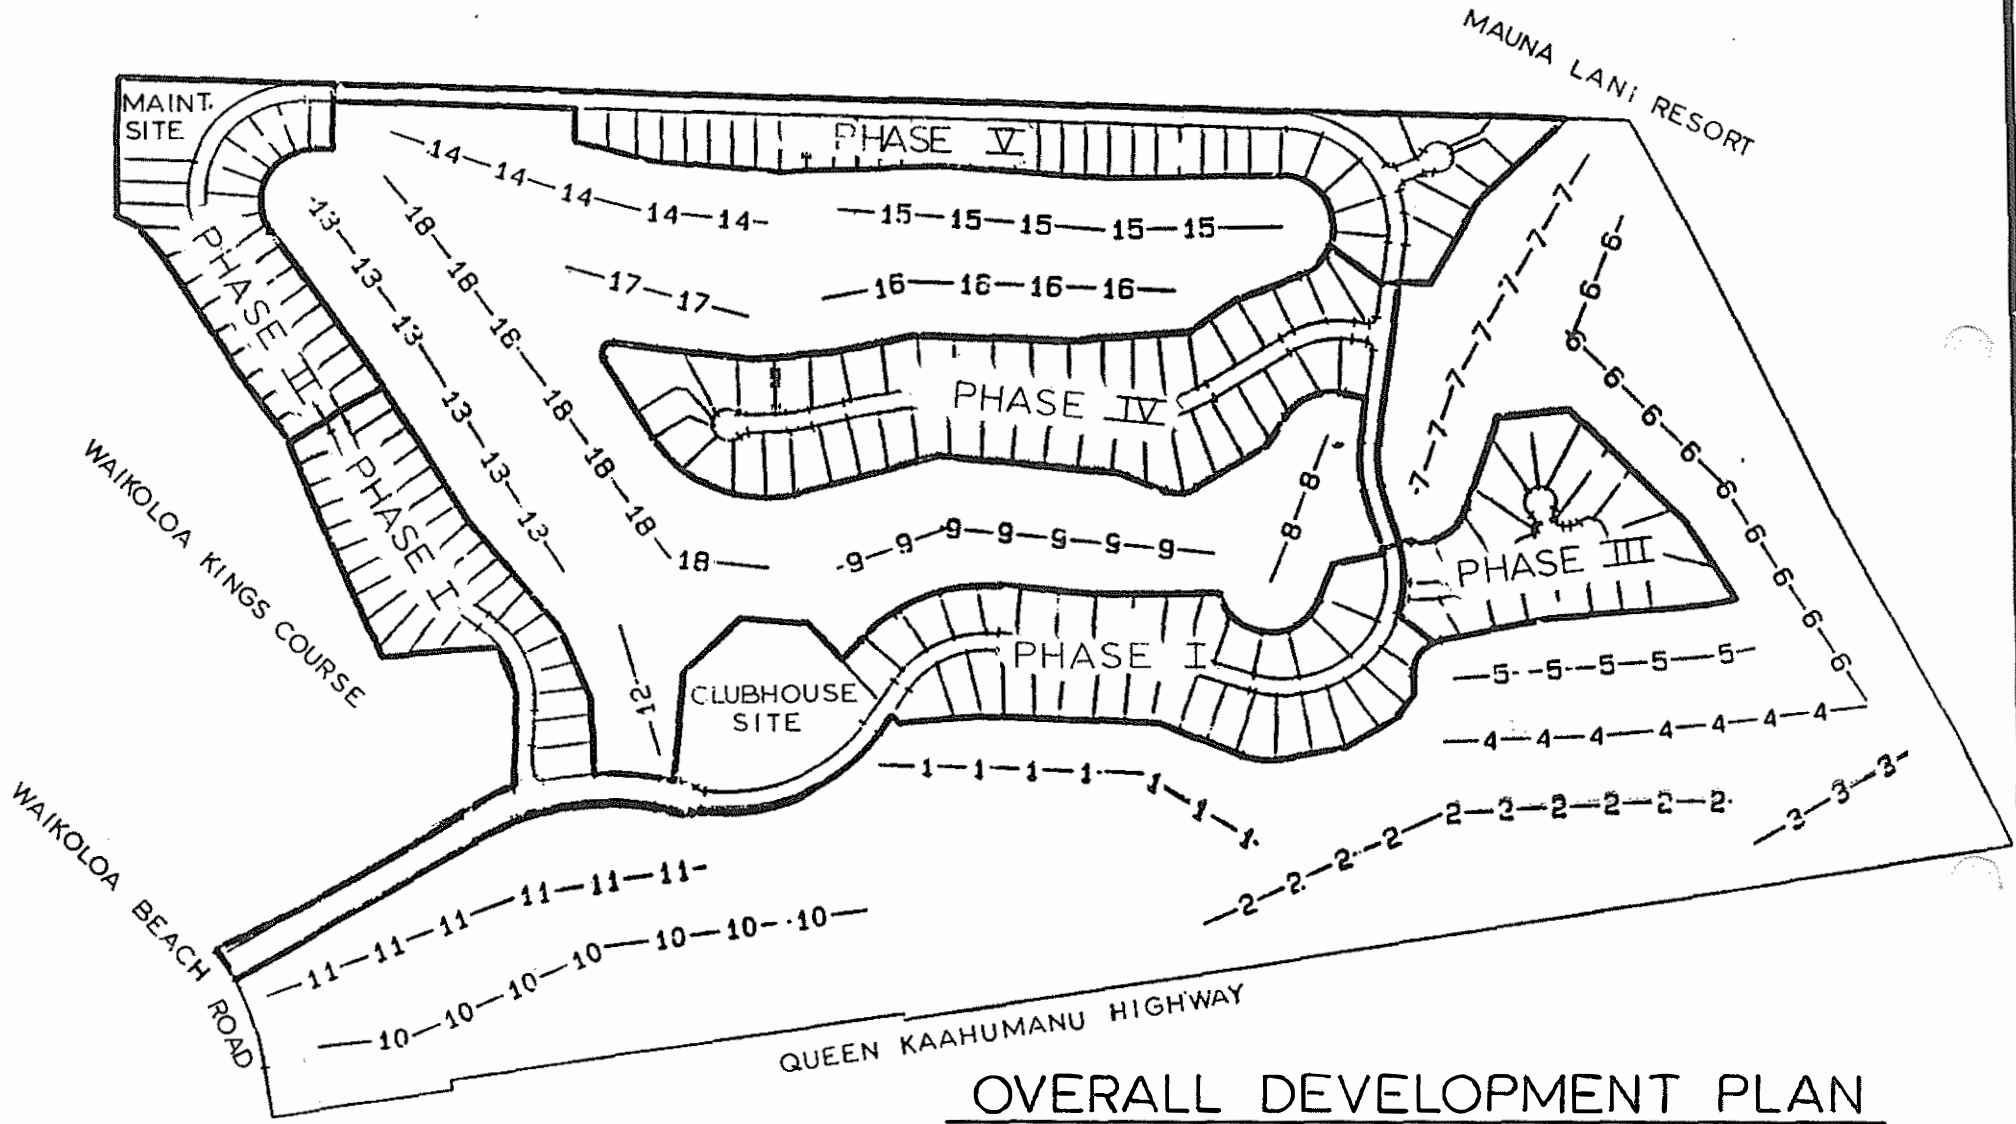 MAUNA LANI RESORT
MAINT.
SITE
PHASE V
14 14 14 14 14
15 15 15 15 15
13 13 13 13 13 13
18 18 18 18 18 18 18
17 17
16 16 16 16
7 7 7 7 7 7
6 6 6 6 6 6 6 6 6 6 6 6
PHASE II
PHASE IV
PHASE I
8 8
9 9 9 9 9 9 9
PHASE III
WAIKOLOA KINGS COURSE
PHASE I
12
CLUBHOUSE
SITE
5 5 5 5 5
4 4 4 4 4 4
3 3 3
1 1 1 1 1 1 1
2 2 2 2 2 2 2 2 2 2
WAIKOLOA BEACH ROAD
11 11 11 11 11 11
10 10 10 10 10 10 10
QUEEN KAAHUMANU HIGHWAY
OVERALL DEVELOPMENT PLAN